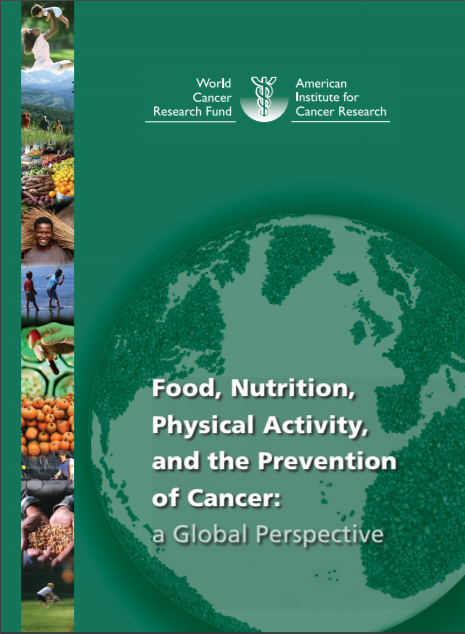 World
Cancer
Research Fund
American
Institute for
Cancer Research
Food, Nutrition,
Physical Activity,
and the Prevention
of Cancer:
a Global Perspective